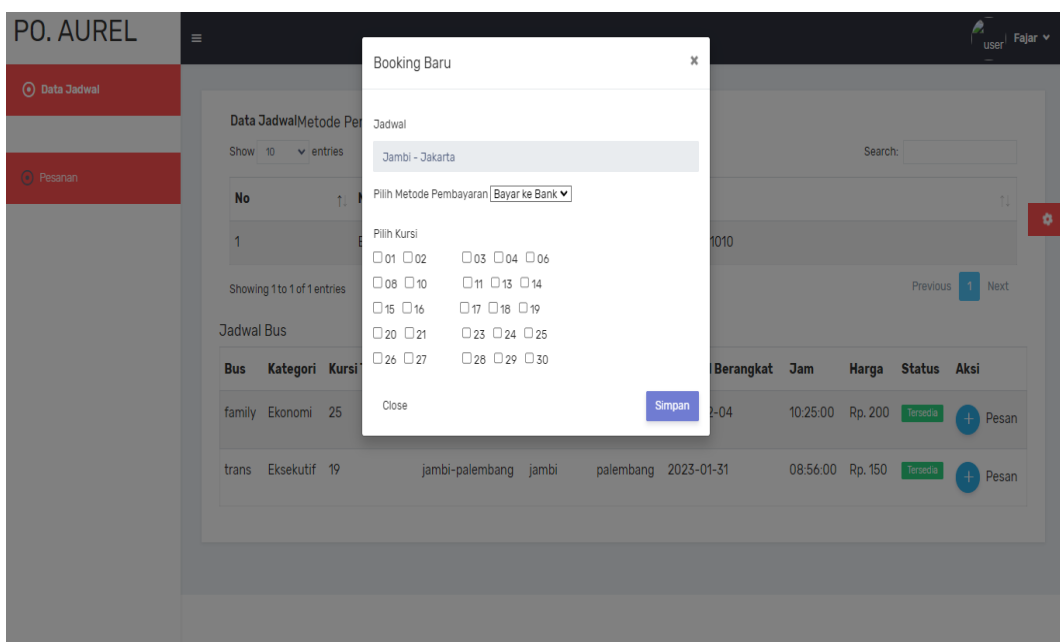 PO. AUREL
user Fajar
Data Jadwal
Pesanan
Booking Baru
Jadwal
Jambi - Jakarta
Pilih Metode Pembayaran Bayar ke Bank
Pilih Kursi
01 02 03 04 06
08 10 11 13 14
15 16 17 18 19
20 21 23 24 25
26 27 28 29 30
Close Simpan
Data JadwalMetode Per
Show 10 entries Search:
No
1 1010
Showing 1 to 1 of 1 entries Previous 1 Next
Jadwal Bus
Bus Kategori Kursi Berangkat Jam Harga Status Aksi
family Ekonomi 25 2-04 10:25:00 Rp. 200 Tersedia Pesan
trans Eksekutif 19 jambi-palembang jambi palembang 2023-01-31 08:56:00 Rp. 150 Tersedia Pesan